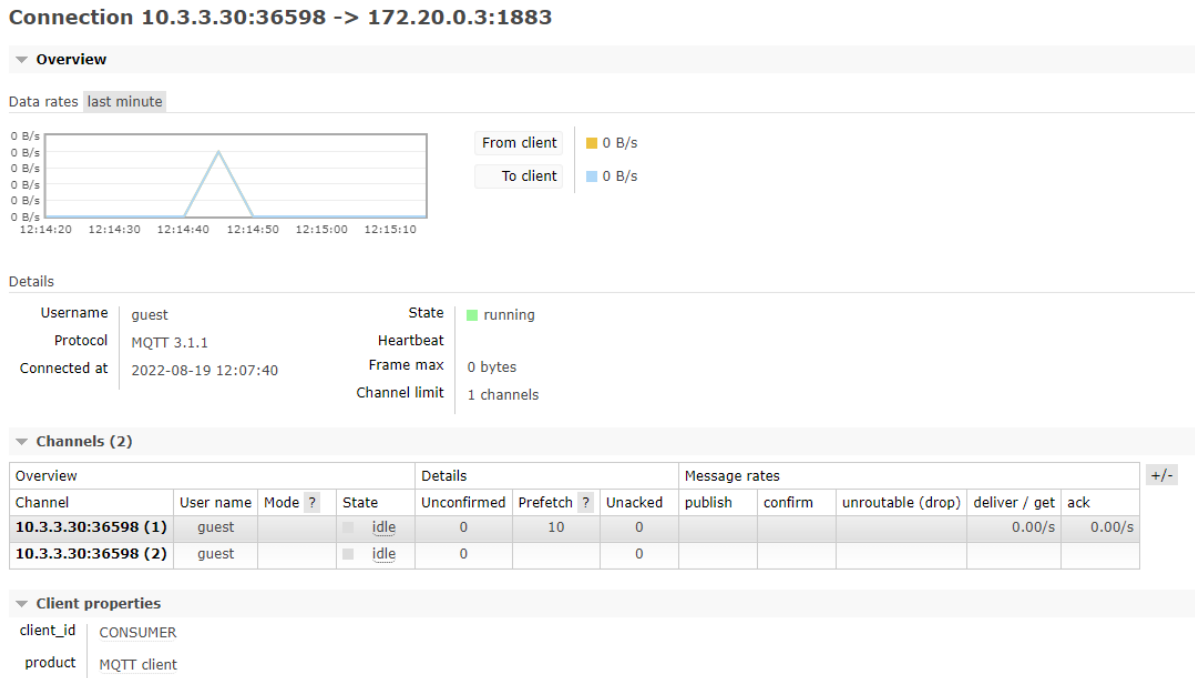 Connection 10.3.3.30:36598 -> 172.20.0.3:1883
Overview
Data rates last minute
0 B/s
0 B/s
0 B/s
0 B/s
0 B/s
0 B/s
12:14:20 12:14:30 12:14:40 12:14:50 12:15:00 12:15:10
From client 0 B/s
To client 0 B/s
Details
Username guest
Protocol MQTT 3.1.1
Connected at 2022-08-19 12:07:40
State running
Heartbeat
Frame max 0 bytes
Channel limit 1 channels
Channels (2)
Overview Details Message rates +/-
Channel User name Mode ? State Unconfirmed Prefetch ? Unacked publish confirm unroutable (drop) deliver / get ack
10.3.3.30:36598 (1) guest idle 0 10 0 0.00/s 0.00/s
10.3.3.30:36598 (2) guest idle 0 0
Client properties
client_id CONSUMER
product MQTT client